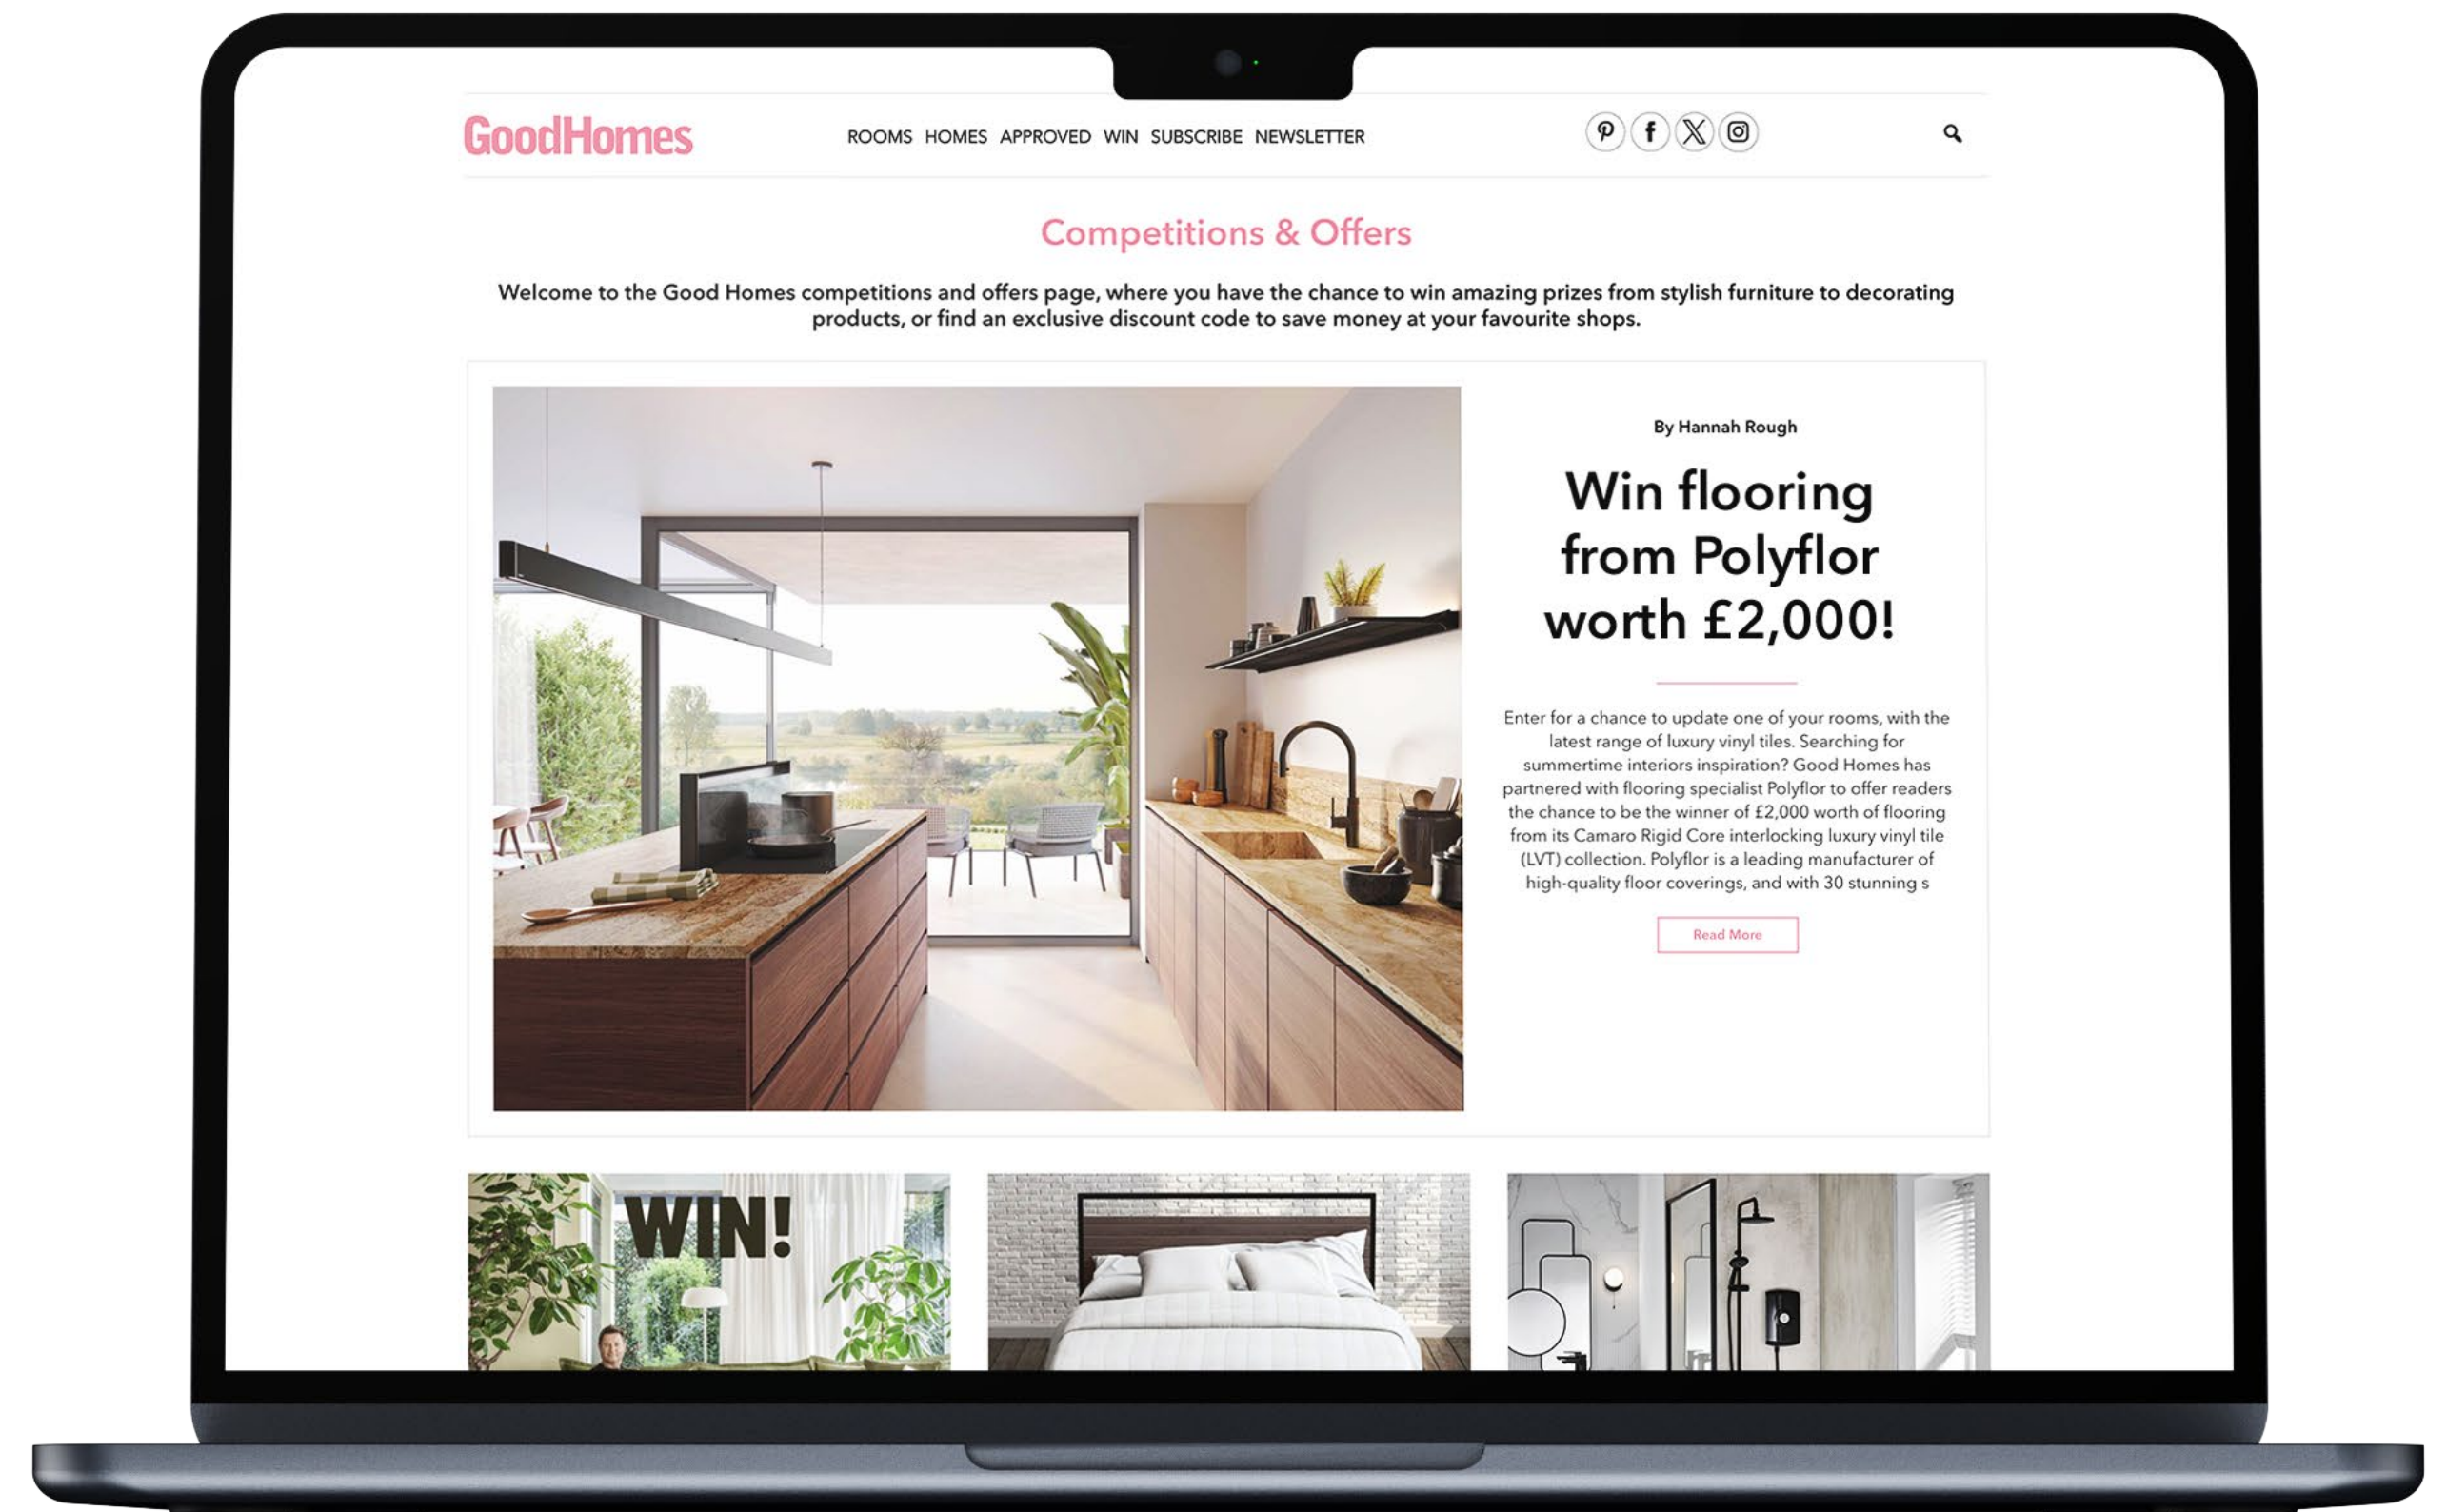 GoodHomes
ROOMS HOMES APPROVED WIN SUBSCRIBE NEWSLETTER
Competitions & Offers
Welcome to the Good Homes competitions and offers page, where you have the chance to win amazing prizes from stylish furniture to decorating
products, or find an exclusive discount code to save money at your favourite shops.
By Hannah Rough
Win flooring
from Polyflor
worth £2,000!
Enter for a chance to update one of your rooms, with the
latest range of luxury vinyl tiles. Searching for
summertime interiors inspiration? Good Homes has
partnered with flooring specialist Polyflor to offer readers
the chance to be the winner of £2,000 worth of flooring
from its Camaro Rigid Core interlocking luxury vinyl tile
(LVT) collection. Polyflor is a leading manufacturer of
high-quality floor coverings, and with 30 stunning s
Read More
WIN!